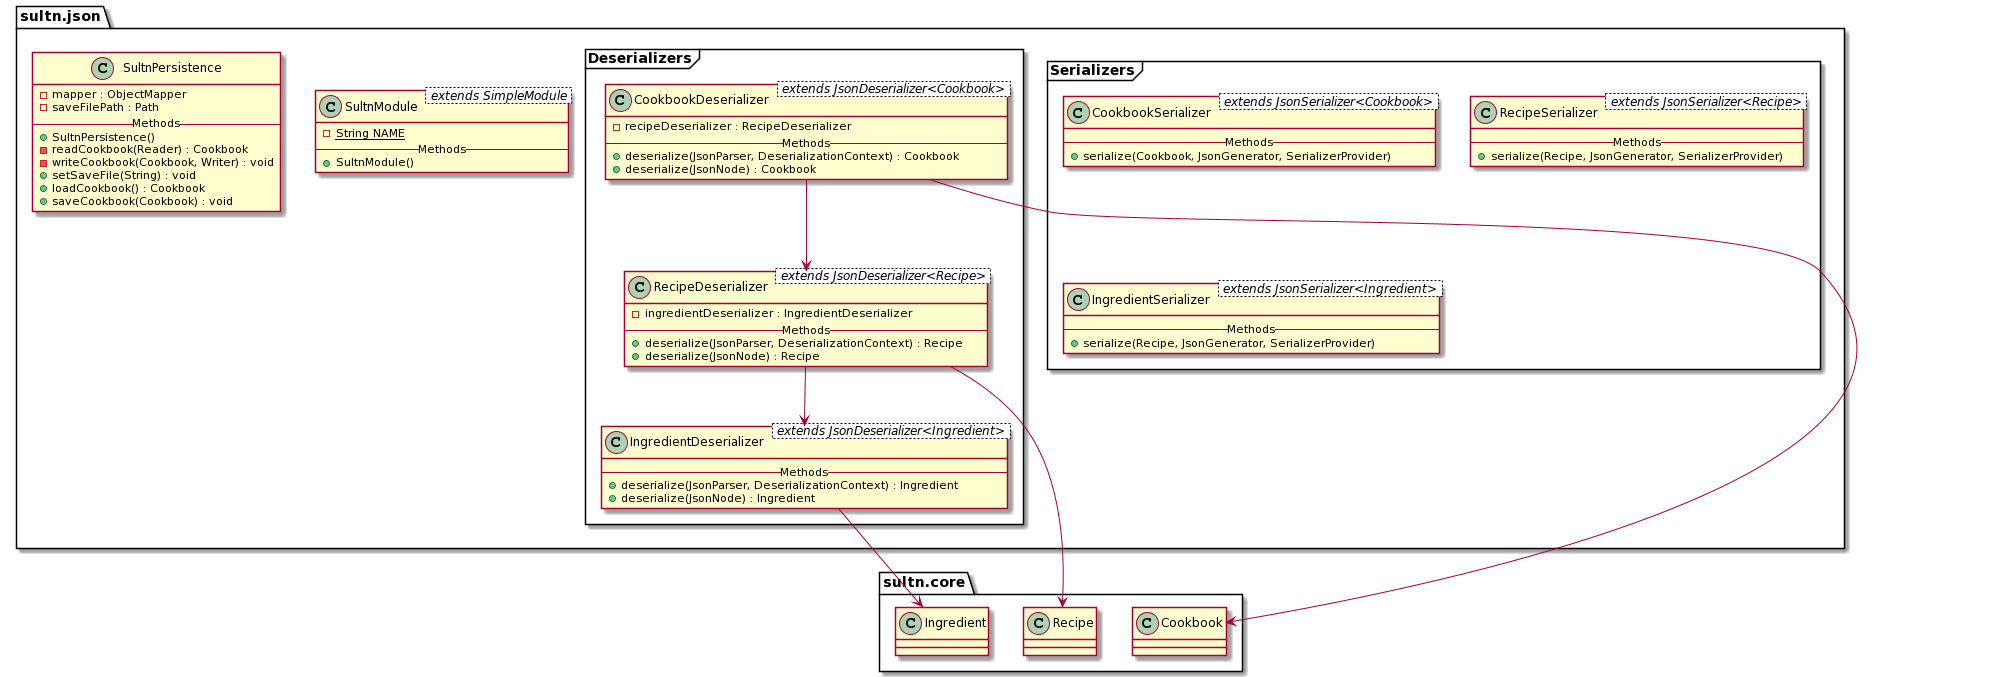 sultn.json
SultnPersistence
mapper : ObjectMapper
saveFilePath : Path
Methods
SultnPersistence()
readCookbook(Reader) : Cookbook
writeCookbook(Cookbook, Writer) : void
setSaveFile(String) : void
loadCookbook() : Cookbook
saveCookbook(Cookbook) : void
SultnModule
extends SimpleModule
String NAME
Methods
SultnModule()
Deserializers
CookbookDeserializer
extends JsonDeserializer<Cookbook>
recipeDeserializer : RecipeDeserializer
Methods
deserialize(JsonParser, DeserializationContext) : Cookbook
deserialize(JsonNode) : Cookbook
RecipeDeserializer
extends JsonDeserializer<Recipe>
ingredientDeserializer : IngredientDeserializer
Methods
deserialize(JsonParser, DeserializationContext) : Recipe
deserialize(JsonNode) : Recipe
IngredientDeserializer
extends JsonDeserializer<Ingredient>
Methods
deserialize(JsonParser, DeserializationContext) : Ingredient
deserialize(JsonNode) : Ingredient
Serializers
CookbookSerializer
extends JsonSerializer<Cookbook>
Methods
serialize(Cookbook, JsonGenerator, SerializerProvider)
RecipeSerializer
extends JsonSerializer<Recipe>
Methods
serialize(Recipe, JsonGenerator, SerializerProvider)
IngredientSerializer
extends JsonSerializer<Ingredient>
Methods
serialize(Recipe, JsonGenerator, SerializerProvider)
sultn.core
Ingredient
Recipe
Cookbook